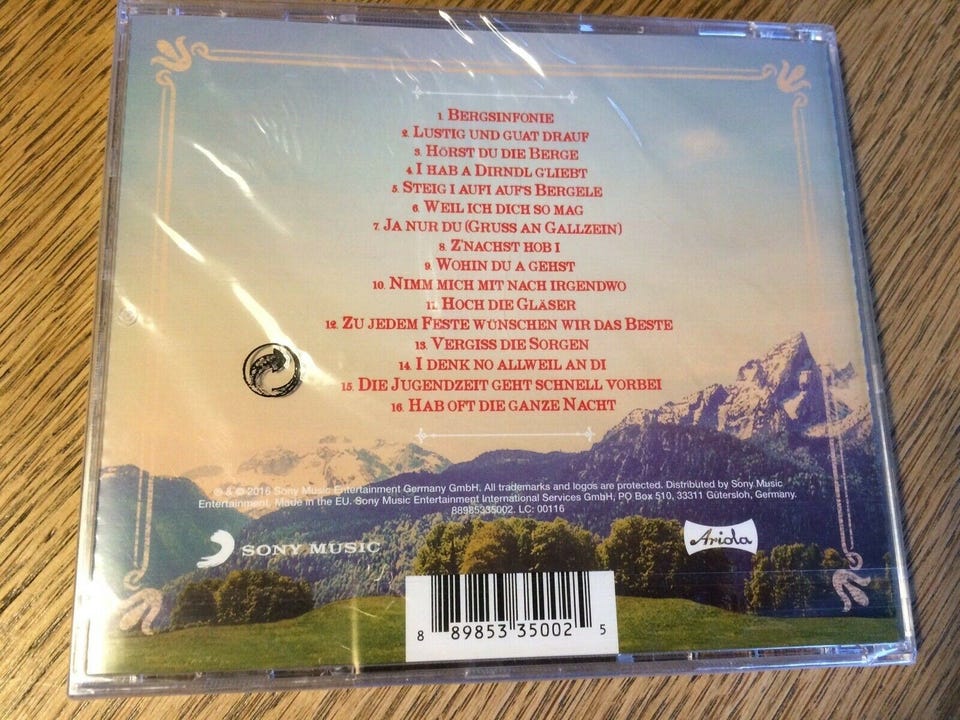 1. Bergsinfonie
2. Lustig und guat drauf
3. Hörst du die Berge
4. I hab a Dirndl g'liebt
5. Steig i aufi auf's Bergele
6. Weil ich dich so mag
7. Ja nur du (Gruss an Gallzein)
8. Z'nachst hob i
9. Wohin du a gehst
10. Nimm mich mit nach irgendwo
11. Hoch die Gläser
12. Zu jedem Feste wünschen wir das Beste
13. Vergiss die Sorgen
14. I denk no allweil an di
15. Die Jugendzeit geht schnell vorbei
16. Hab oft die ganze Nacht
℗ & © 2016 Sony Music Entertainment Germany GmbH. All trademarks and logos are protected. Distributed by Sony Music
Entertainment. Made in the EU. Sony Music Entertainment International Services GmbH, PO Box 510, 33311 Gütersloh, Germany.
88985335002. LC: 00116
SONY MUSIC
Ariola
8 89853 35002 5